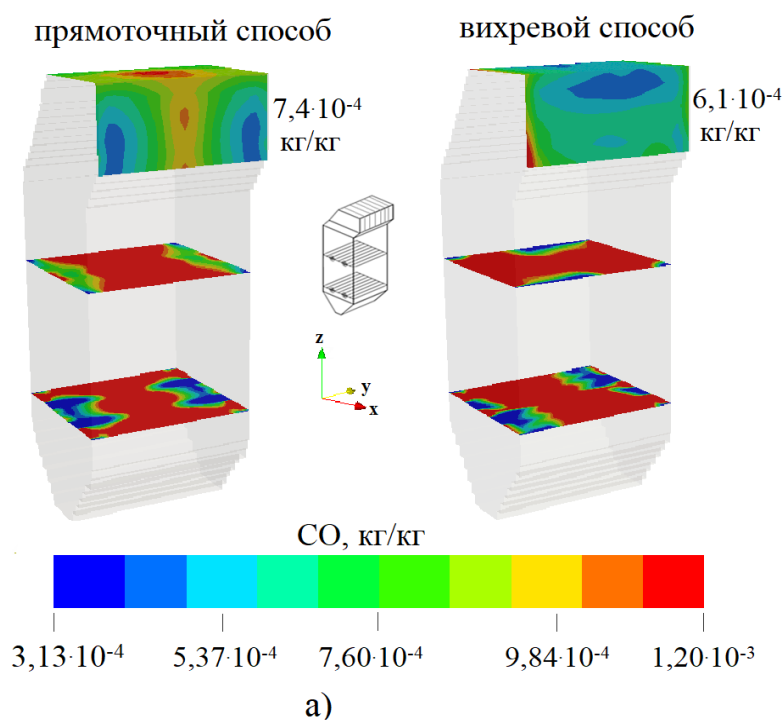 прямоточный способ
вихревой способ
7,4·10⁻⁴
кг/кг
6,1·10⁻⁴
кг/кг
z
y
x
CO, кг/кг
3,13·10⁻⁴
5,37·10⁻⁴
7,60·10⁻⁴
9,84·10⁻⁴
1,20·10⁻³
а)